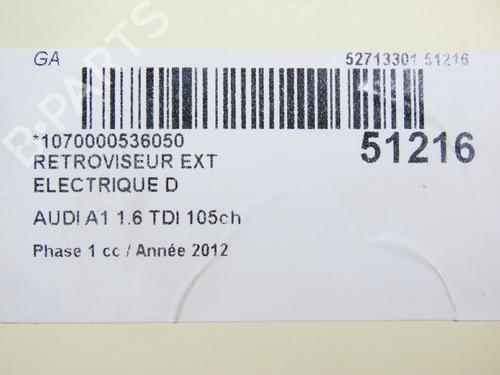 GA
52713301 51216
*1070000536050
51216
RETROVISEUR EXT
ELECTRIQUE D
AUDI A1 1.6 TDI 105ch
Phase 1 cc / Année 2012
B-PARTS